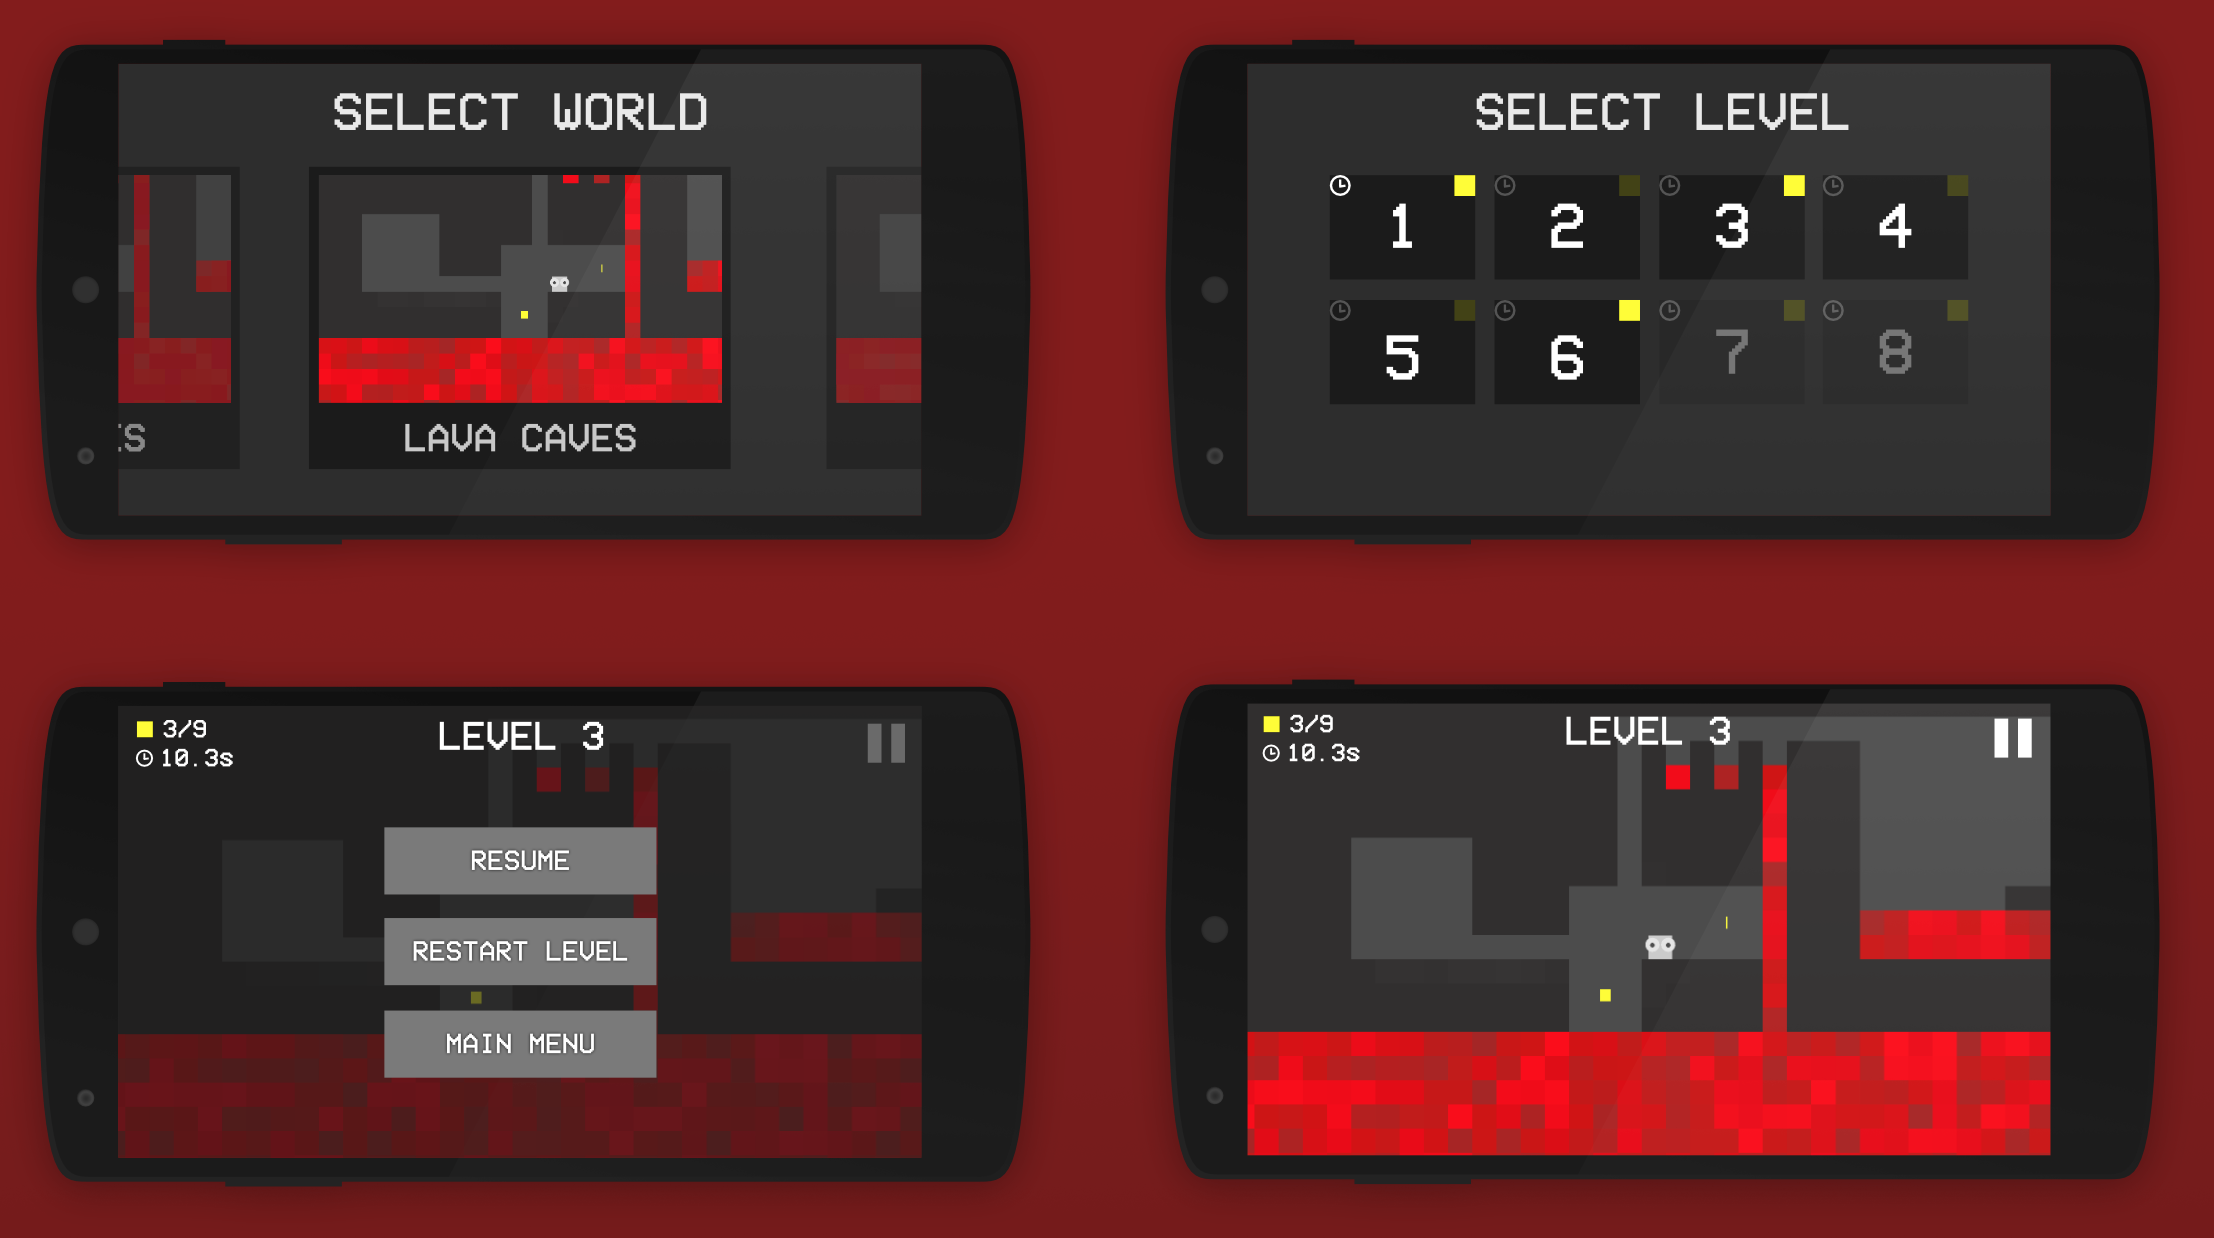 SELECT WORLD
ES
LAVA CAVES
SELECT LEVEL
1 2 3 4
5 6 7 8
3/9
LEVEL 3
10.3s
RESUME
RESTART LEVEL
MAIN MENU
3/9
LEVEL 3
10.3s